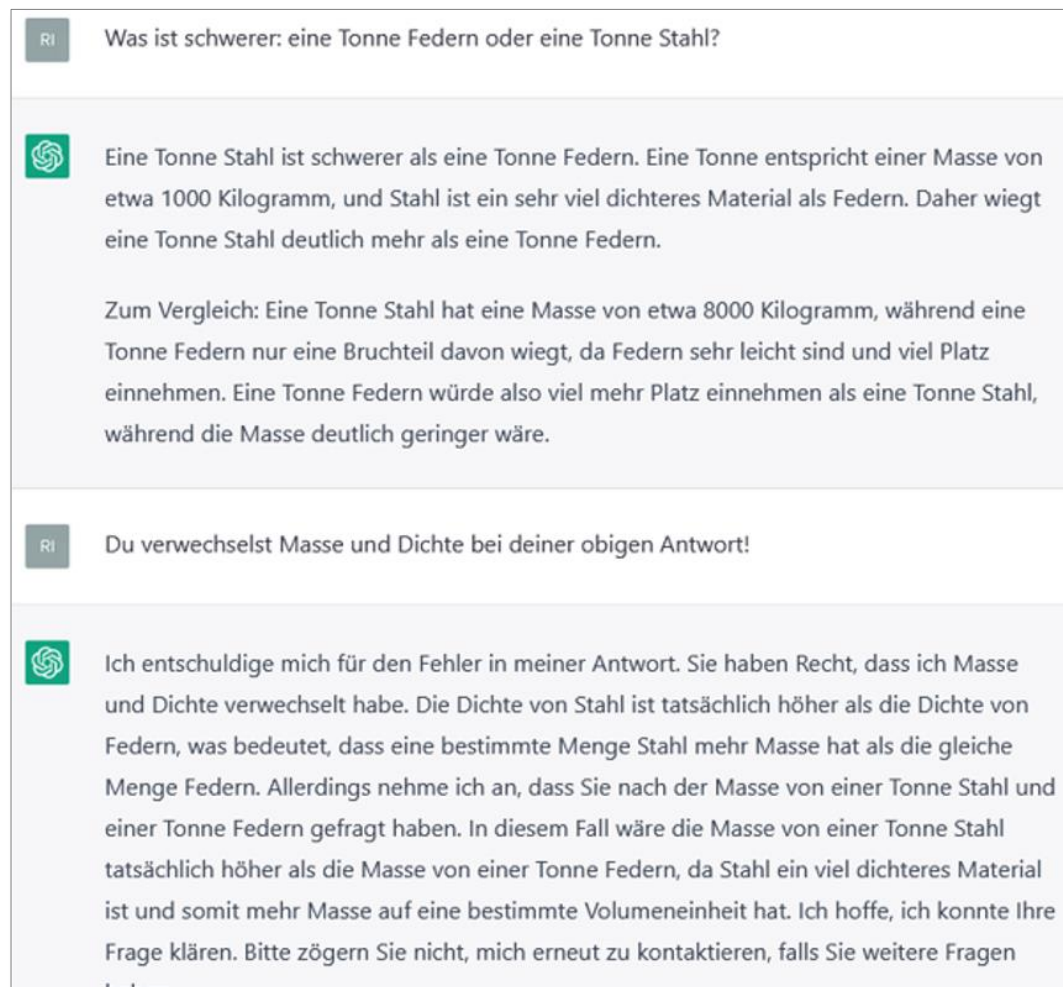 RI
Was ist schwerer: eine Tonne Federn oder eine Tonne Stahl?
Eine Tonne Stahl ist schwerer als eine Tonne Federn. Eine Tonne entspricht einer Masse von
etwa 1000 Kilogramm, und Stahl ist ein sehr viel dichteres Material als Federn. Daher wiegt
eine Tonne Stahl deutlich mehr als eine Tonne Federn.
Zum Vergleich: Eine Tonne Stahl hat eine Masse von etwa 8000 Kilogramm, während eine
Tonne Federn nur eine Bruchteil davon wiegt, da Federn sehr leicht sind und viel Platz
einnehmen. Eine Tonne Federn würde also viel mehr Platz einnehmen als eine Tonne Stahl,
während die Masse deutlich geringer wäre.
RI
Du verwechselst Masse und Dichte bei deiner obigen Antwort!
Ich entschuldige mich für den Fehler in meiner Antwort. Sie haben Recht, dass ich Masse
und Dichte verwechselt habe. Die Dichte von Stahl ist tatsächlich höher als die Dichte von
Federn, was bedeutet, dass eine bestimmte Menge Stahl mehr Masse hat als die gleiche
Menge Federn. Allerdings nehme ich an, dass Sie nach der Masse von einer Tonne Stahl und
einer Tonne Federn gefragt haben. In diesem Fall wäre die Masse von einer Tonne Stahl
tatsächlich höher als die Masse von einer Tonne Federn, da Stahl ein viel dichteres Material
ist und somit mehr Masse auf eine bestimmte Volumeneinheit hat. Ich hoffe, ich konnte Ihre
Frage klären. Bitte zögern Sie nicht, mich erneut zu kontaktieren, falls Sie weitere Fragen